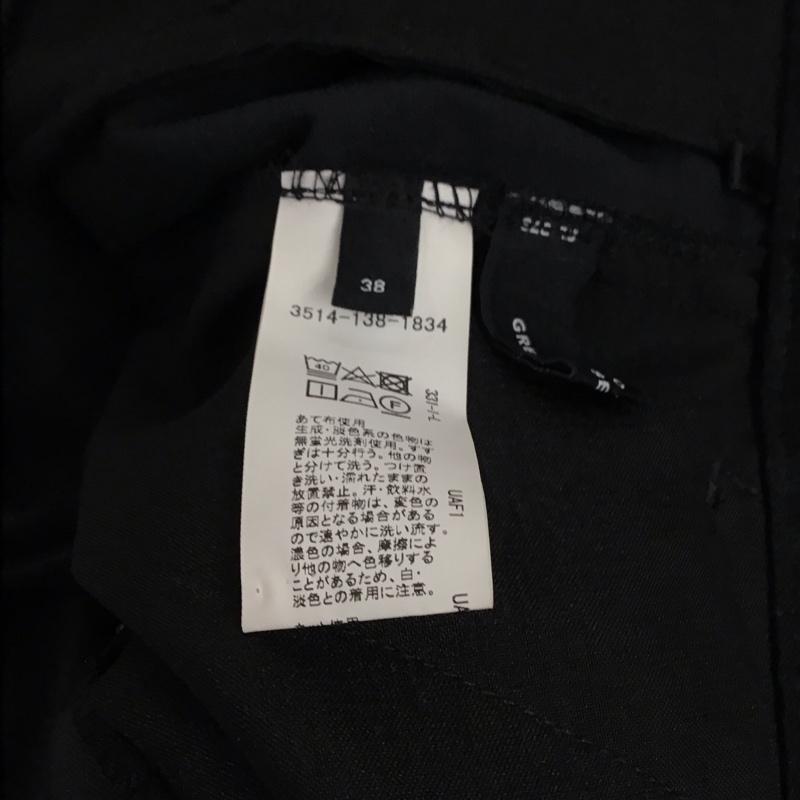 38
3514-138-1834
40
F
331-1-1
あて布使用
生成・淡色系の色物は
無蛍光洗剤使用。すす
ぎは十分行う。他の物
と分けて洗う。つけ置
き洗い・濡れたままの
放置禁止。汗・飲料水
等の付着物は、変色の
原因となる場合がある
ので速やかに洗い流す。
濃色の場合、摩擦によ
り他の物へ色移りする
ことがあるため、白・
淡色との着用に注意。
UAF1
UA